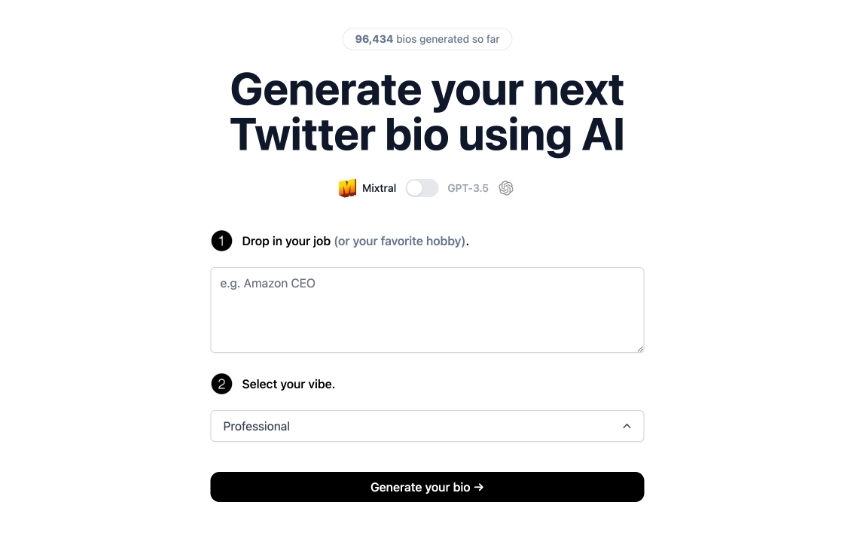 96,434 bios generated so far
Generate your next
Twitter bio using AI
Mixtral GPT-3.5
1 Drop in your job (or your favorite hobby).
e.g. Amazon CEO
2 Select your vibe.
Professional
Generate your bio →